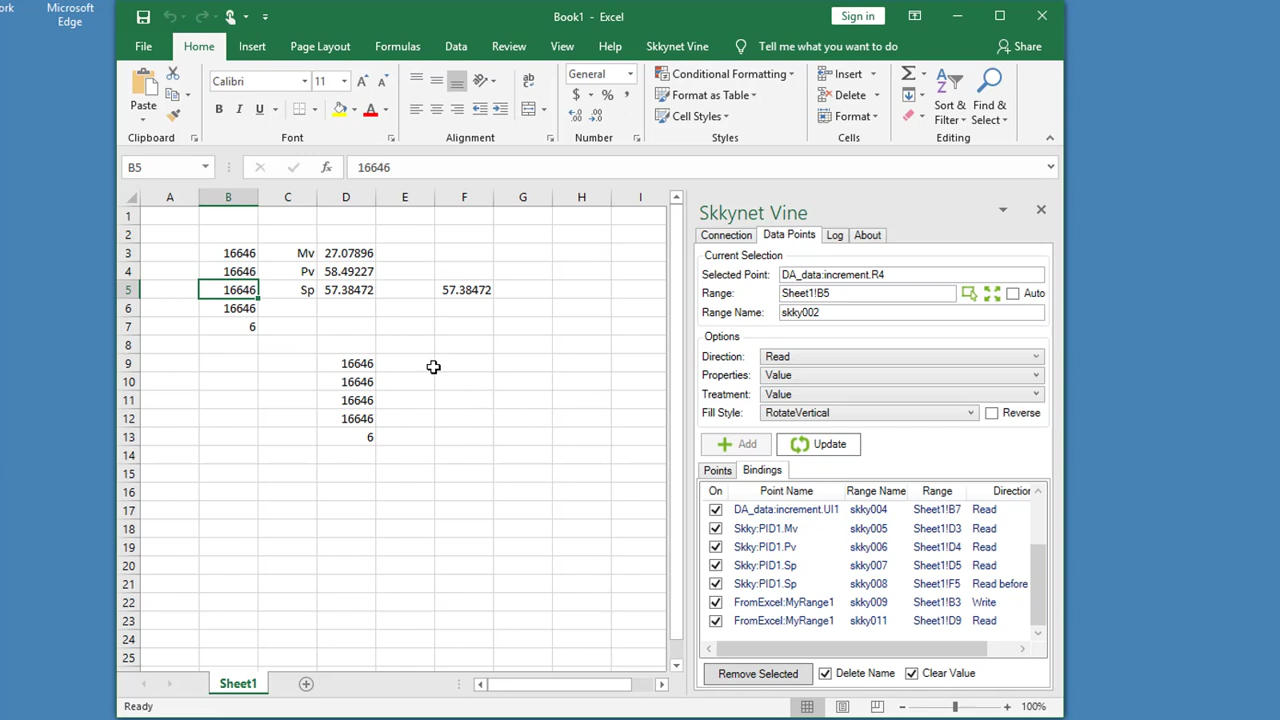 ork
Microsoft
Edge
Book1 - Excel
Sign in
File
Home
Insert
Page Layout
Formulas
Data
Review
View
Help
Skkynet Vine
Tell me what you want to do
Share
Paste
Calibri
11
B I U
General
$ % ,
Conditional Formatting
Format as Table
Cell Styles
Insert
Delete
Format
Sort &
Filter
Find &
Select
Clipboard
Font
Alignment
Number
Styles
Cells
Editing
B5
fx
16646
A B C D E F G H I
1
2
3 16646 Mv 27.07896
4 16646 Pv 58.49227
5 16646 Sp 57.38472 57.38472
6 16646
7 6
8
9 16646
10 16646
11 16646
12 16646
13 6
14
15
16
17
18
19
20
21
22
23
24
25
Sheet1
Ready
100%
Skkynet Vine
Connection
Data Points
Log
About
Current Selection
Selected Point: DA_data:increment.R4
Range: Sheet1!B5
Auto
Range Name: skky002
Options
Direction: Read
Properties: Value
Treatment: Value
Fill Style: RotateVertical
Reverse
Add
Update
Points
Bindings
On Point Name Range Name Range Direction
DA_data:increment.UI1 skky004 Sheet1!B7 Read
Skky:PID1.Mv skky005 Sheet1!D3 Read
Skky:PID1.Pv skky006 Sheet1!D4 Read
Skky:PID1.Sp skky007 Sheet1!D5 Read
Skky:PID1.Sp skky008 Sheet1!F5 Read before
FromExcel:MyRange1 skky009 Sheet1!B3 Write
FromExcel:MyRange1 skky011 Sheet1!D9 Read
Remove Selected
Delete Name
Clear Value